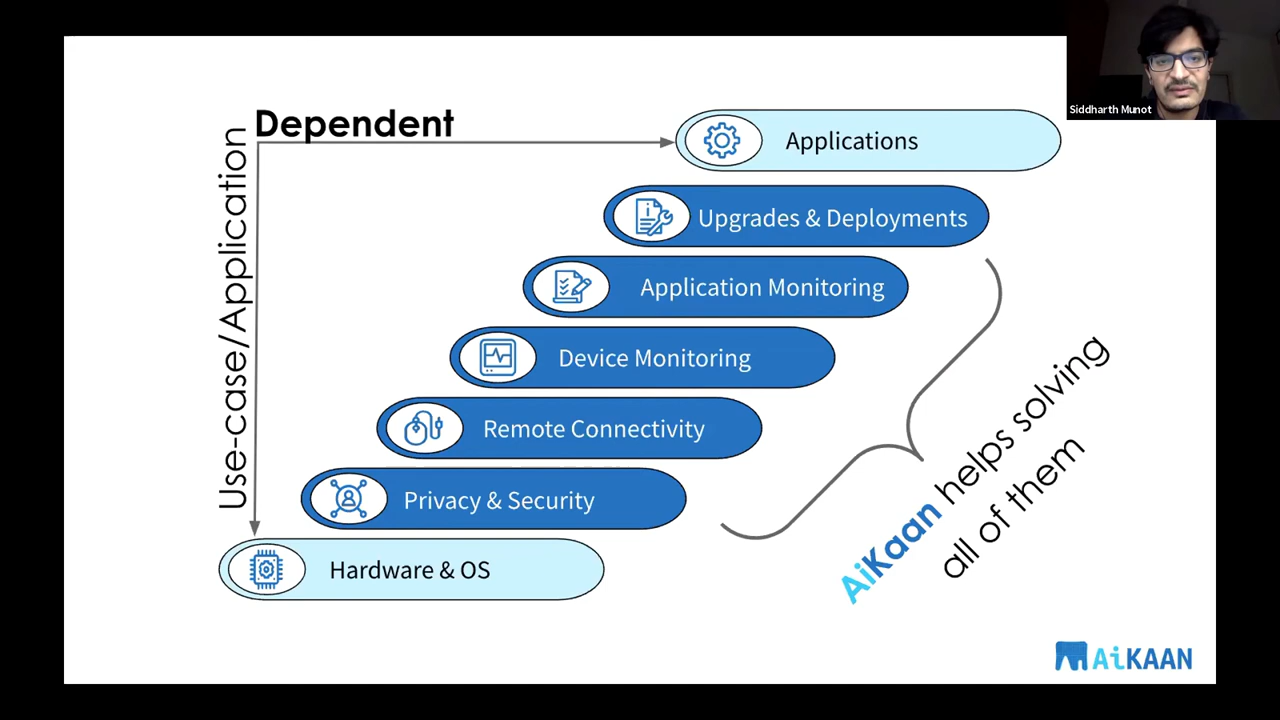 Siddharth Munot
Dependent
Use-case/Application
Applications
Upgrades & Deployments
Application Monitoring
Device Monitoring
Remote Connectivity
Privacy & Security
Hardware & OS
AiKaan helps solving
all of them
AiKAAN